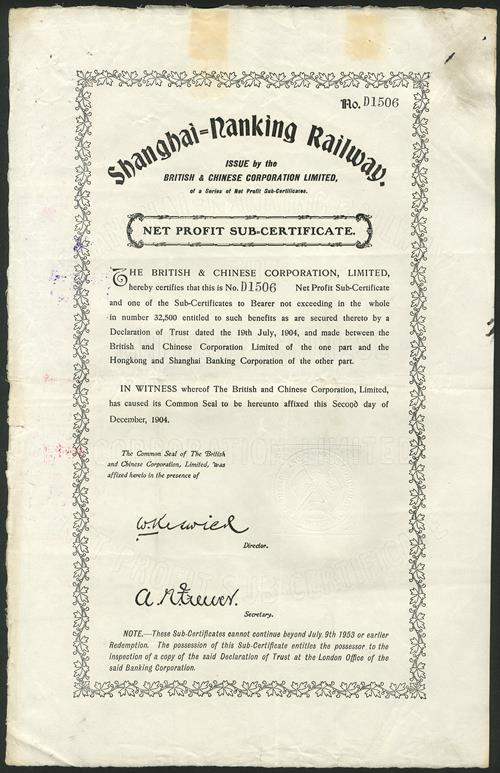 No. D1506
Shanghai=Nanking Railway.
ISSUE by the
BRITISH & CHINESE CORPORATION LIMITED,
of a Series of Net Profit Sub-Certificates.
NET PROFIT SUB-CERTIFICATE.
THE BRITISH & CHINESE CORPORATION, LIMITED,
hereby certifies that this is No. D1506 Net Profit Sub-Certificate
and one of the Sub-Certificates to Bearer not exceeding in the whole
in number 32,500 entitled to such benefits as are secured thereto by a
Declaration of Trust dated the 19th July, 1904, and made between the
British and Chinese Corporation Limited of the one part and the
Hongkong and Shanghai Banking Corporation of the other part.
IN WITNESS whereof The British and Chinese Corporation, Limited,
has caused its Common Seal to be hereunto affixed this Second day of
December, 1904.
The Common Seal of The British
and Chinese Corporation, Limited, was
affixed hereto in the presence of
W Keswick
Director.
Secretary.
NOTE.—These Sub-Certificates cannot continue beyond July 9th 1953 or earlier
Redemption. The possession of this Sub-Certificate entitles the possessor to the
inspection of a copy of the said Declaration of Trust at the London Office of the
said Banking Corporation.